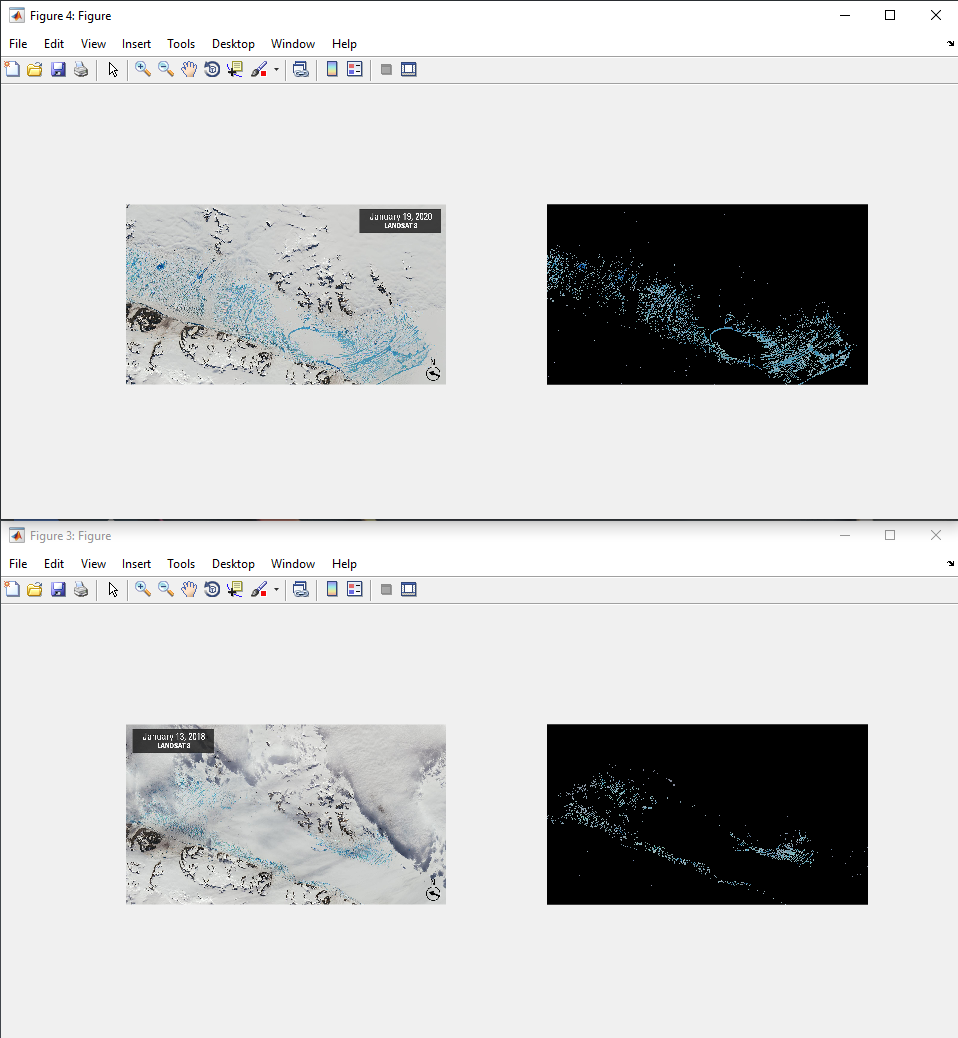 Figure 4: Figure
File Edit View Insert Tools Desktop Window Help
January 19, 2020
LANDSAT 8
N
Figure 3: Figure
File Edit View Insert Tools Desktop Window Help
January 13, 2018
LANDSAT 8